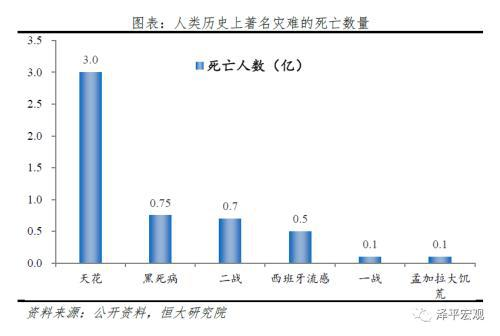 图表：人类历史上著名灾难的死亡数量
死亡人数（亿）
3.5
3.0
2.5
2.0
1.5
1.0
0.5
0.0
3.0
0.75
0.7
0.5
0.1
0.1
天花
黑死病
二战
西班牙流感
一战
孟加拉大饥
荒
资料来源：公开资料，恒大研究院
泽平宏观